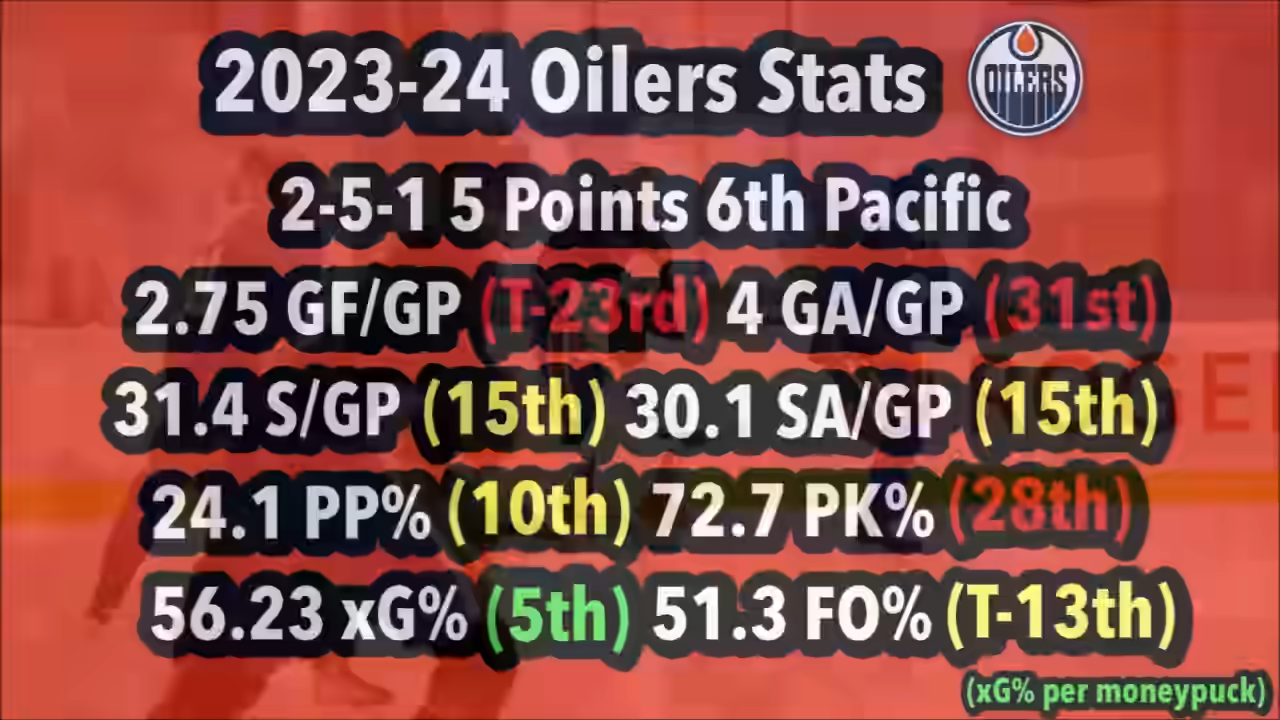 2023-24 Oilers Stats
OILERS
2-5-1 5 Points 6th Pacific
2.75 GF/GP (T-23rd) 4 GA/GP (31st)
31.4 S/GP (15th) 30.1 SA/GP (15th)
24.1 PP% (10th) 72.7 PK% (28th)
56.23 xG% (5th) 51.3 FO% (T-13th)
(xG% per moneypuck)